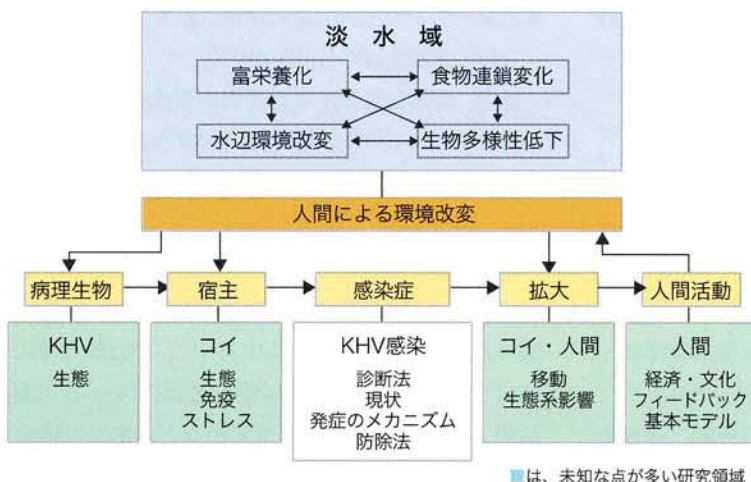 淡 水 域
富栄養化
食物連鎖変化
水辺環境改変
生物多様性低下
人間による環境改変
病理生物
宿主
感染症
拡大
人間活動
KHV
生態
コイ
生態
免疫
ストレス
KHV感染
診断法
現状
発症のメカニズム
防除法
コイ・人間
移動
生態系影響
人間
経済・文化
フィードバック
基本モデル
■は、未知な点が多い研究領域